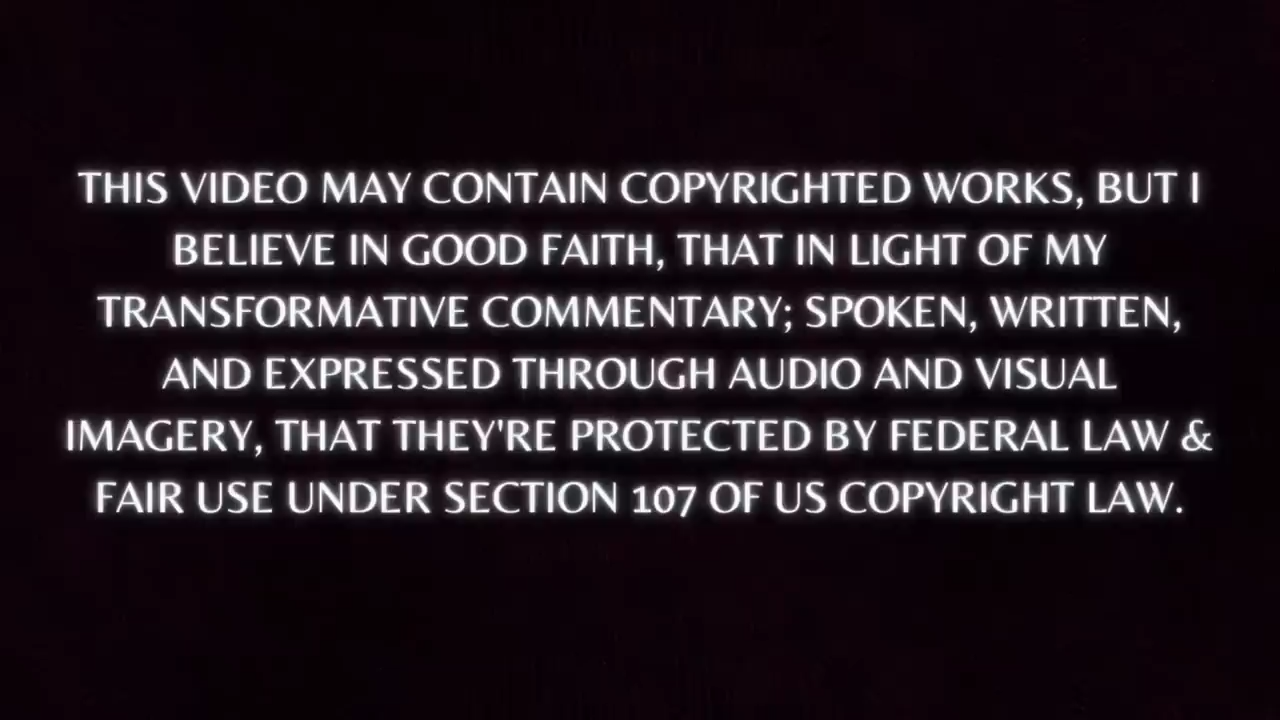 THIS VIDEO MAY CONTAIN COPYRIGHTED WORKS, BUT I
BELIEVE IN GOOD FAITH, THAT IN LIGHT OF MY
TRANSFORMATIVE COMMENTARY; SPOKEN, WRITTEN,
AND EXPRESSED THROUGH AUDIO AND VISUAL
IMAGERY, THAT THEY'RE PROTECTED BY FEDERAL LAW &
FAIR USE UNDER SECTION 107 OF US COPYRIGHT LAW.